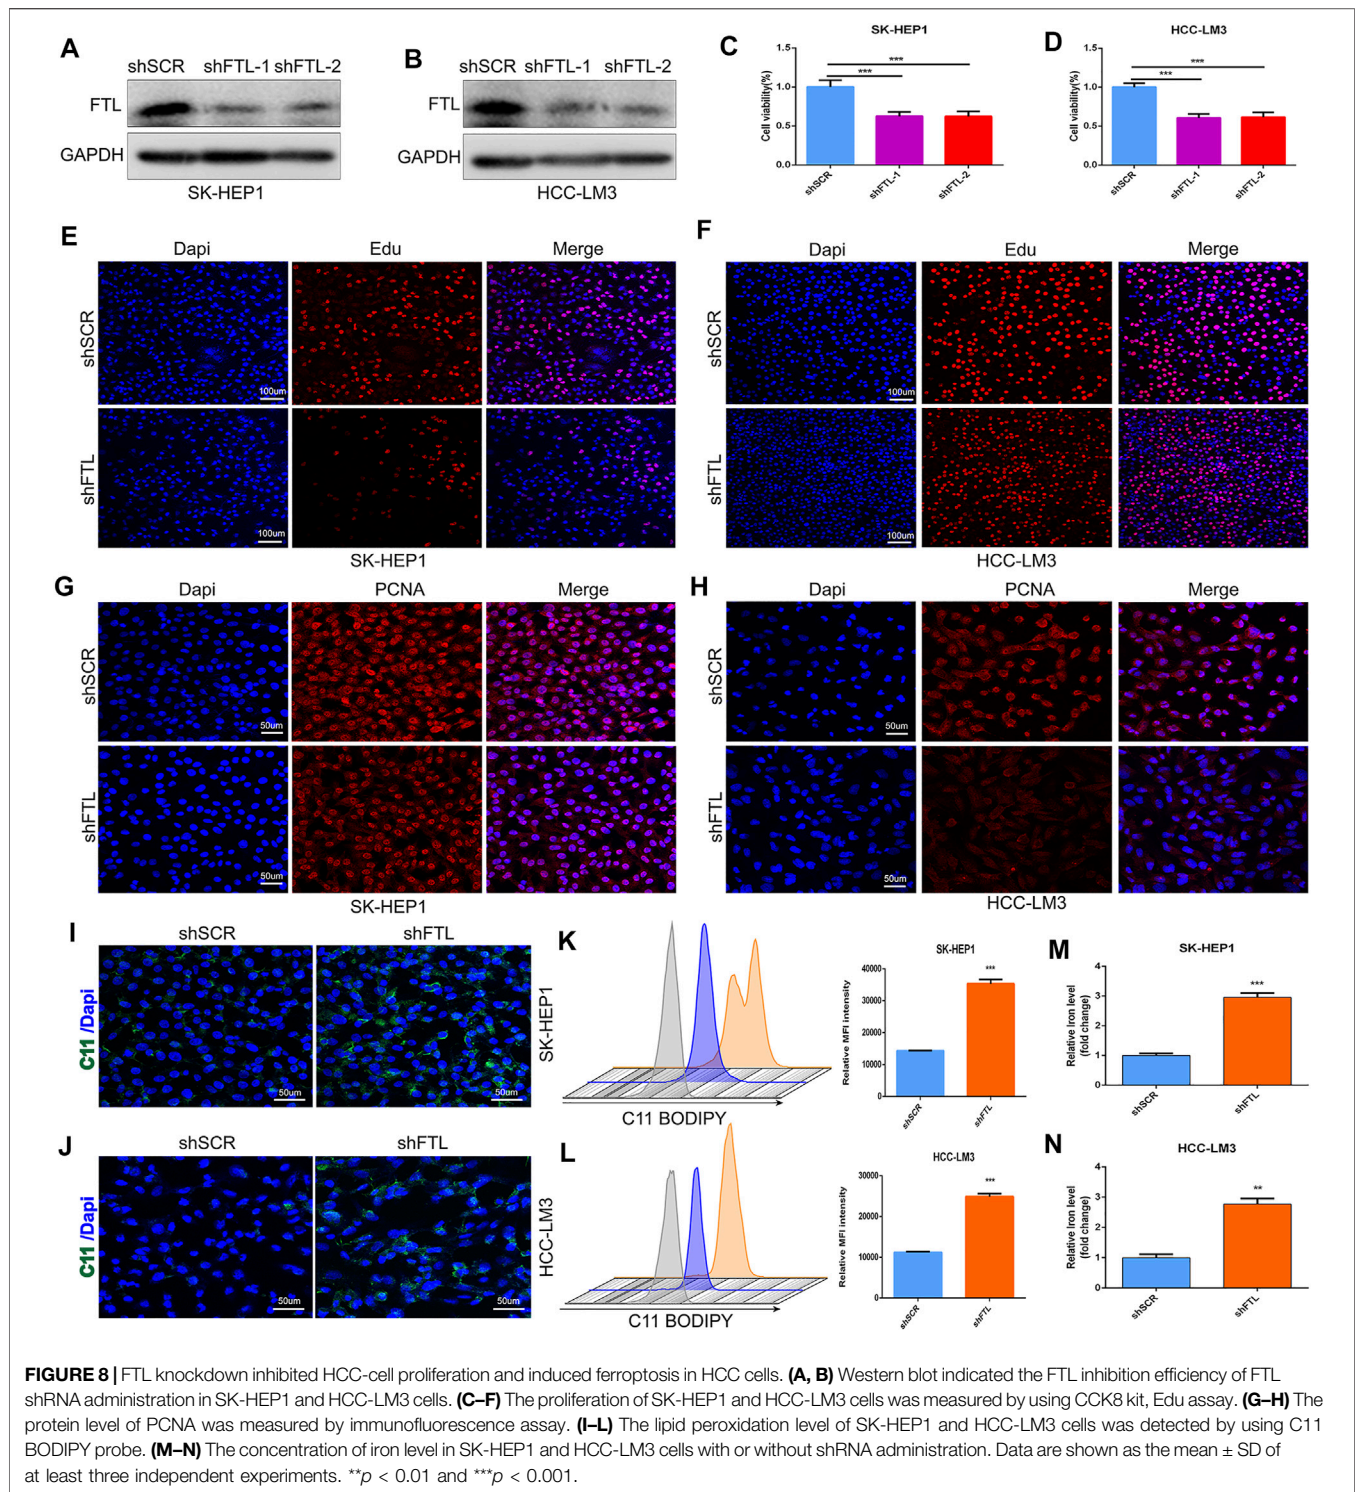 A
shSCR shFTL-1 shFTL-2
FTL
GAPDH
SK-HEP1
B
shSCR shFTL-1 shFTL-2
FTL
GAPDH
HCC-LM3
C
SK-HEP1
Cell viability(%)
1.5
1.0
0.5
0.0
***
***
shSCR
shFTL-1
shFTL-2
D
HCC-LM3
Cell viability(%)
1.5
1.0
0.5
0.0
***
***
shSCR
shFTL-1
shFTL-2
E
Dapi Edu Merge
shSCR
100um
shFTL
100um
SK-HEP1
F
Dapi Edu Merge
shSCR
100um
shFTL
100um
HCC-LM3
G
Dapi PCNA Merge
shSCR
50um
shFTL
50um
SK-HEP1
H
Dapi PCNA Merge
shSCR
50um
shFTL
50um
HCC-LM3
I
shSCR shFTL
C11 /Dapi
50um
50um
J
shSCR shFTL
C11 /Dapi
50um
50um
K
SK-HEP1
C11 BODIPY
SK-HEP1
Relative MFI intensity
40000
30000
20000
10000
0
***
shSCR
shFTL
L
HCC-LM3
C11 BODIPY
HCC-LM3
Relative MFI intensity
30000
20000
10000
0
***
shSCR
shFTL
M
SK-HEP1
Relative Iron level
(fold change)
4
3
2
1
0
***
shSCR
shFTL
N
HCC-LM3
Relative Iron level
(fold change)
4
3
2
1
0
**
shSCR
shFTL
FIGURE 8 | FTL knockdown inhibited HCC-cell proliferation and induced ferroptosis in HCC cells. (A, B) Western blot indicated the FTL inhibition efficiency of FTL
shRNA administration in SK-HEP1 and HCC-LM3 cells. (C–F) The proliferation of SK-HEP1 and HCC-LM3 cells was measured by using CCK8 kit, Edu assay. (G–H) The
protein level of PCNA was measured by immunofluorescence assay. (I–L) The lipid peroxidation level of SK-HEP1 and HCC-LM3 cells was detected by using C11
BODIPY probe. (M–N) The concentration of iron level in SK-HEP1 and HCC-LM3 cells with or without shRNA administration. Data are shown as the mean ± SD of
at least three independent experiments. **p < 0.01 and ***p < 0.001.